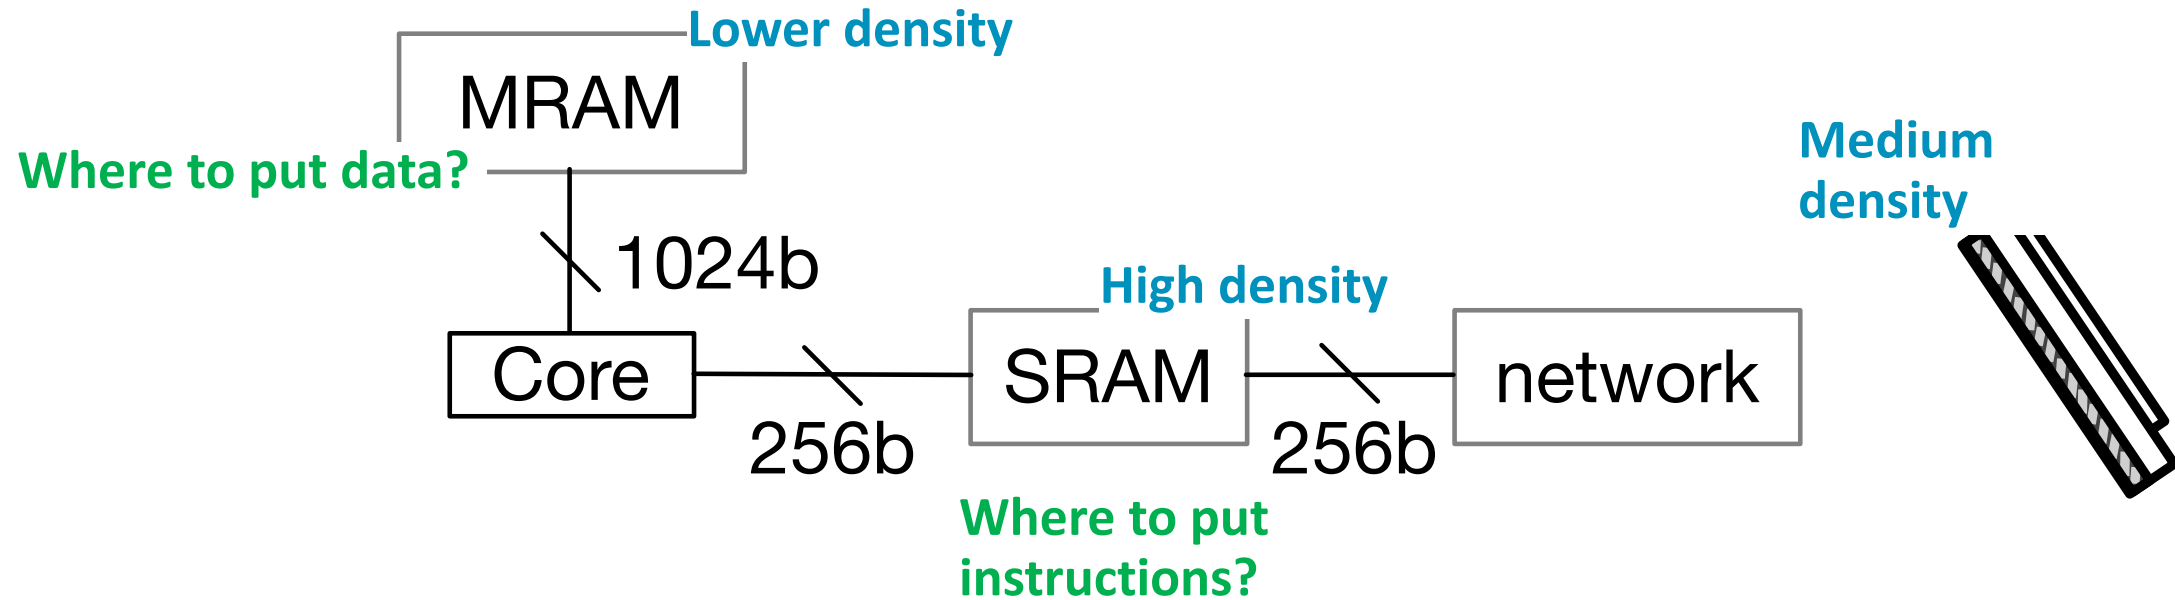 Lower density
MRAM
Where to put data?
Medium
density
1024b
High density
Core
SRAM
network
256b
256b
Where to put
instructions?